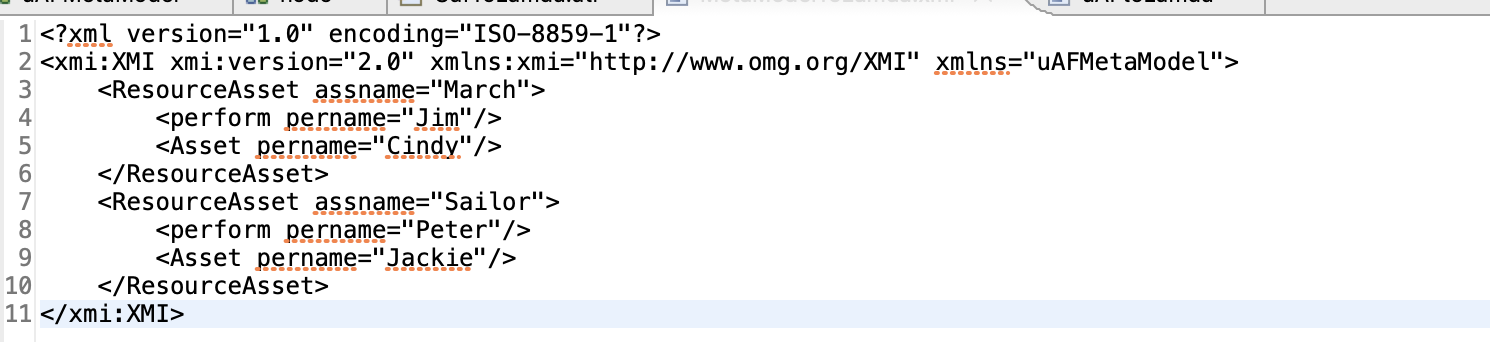 1 <?xml version="1.0" encoding="ISO-8859-1"?>
2 <xmi:XMI xmi:version="2.0" xmlns:xmi="http://www.omg.org/XMI" xmlns="uAFMetaModel">
3 <ResourceAsset assname="March">
4 <perform pername="Jim"/>
5 <Asset pername="Cindy"/>
6 </ResourceAsset>
7 <ResourceAsset assname="Sailor">
8 <perform pername="Peter"/>
9 <Asset pername="Jackie"/>
10 </ResourceAsset>
11 </xmi:XMI>